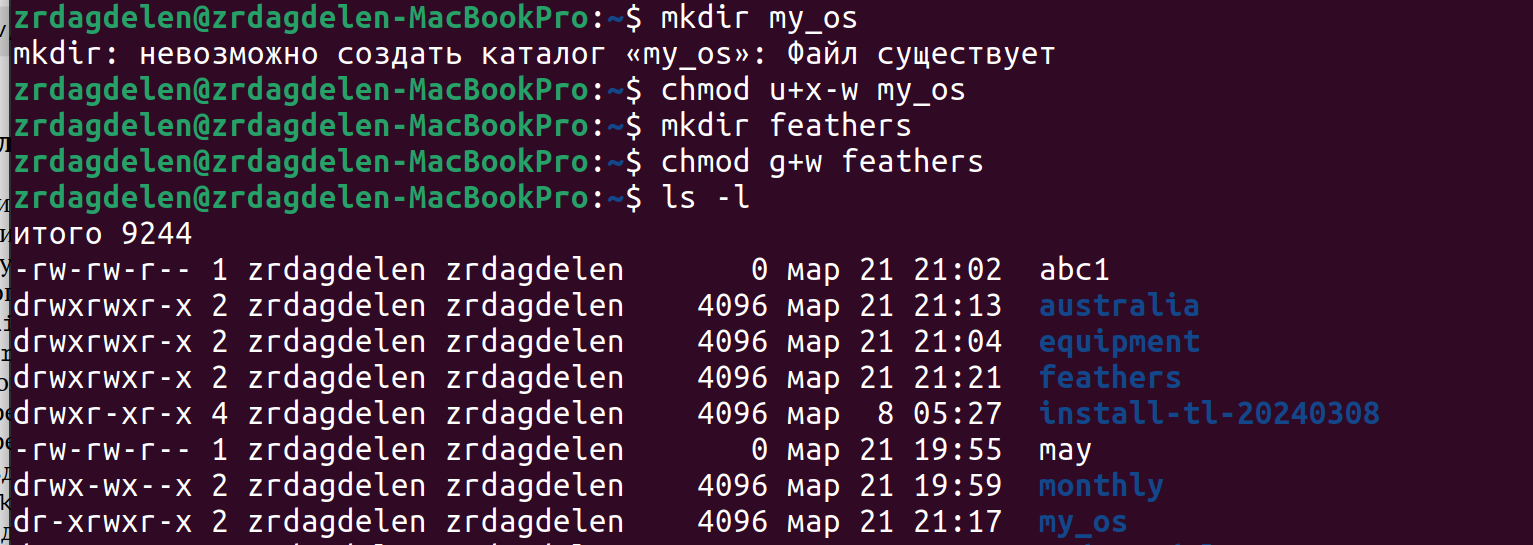 zrdagdelen@zrdagdelen-MacBookPro:~$ mkdir my_os
mkdir: невозможно создать каталог «my_os»: Файл существует
zrdagdelen@zrdagdelen-MacBookPro:~$ chmod u+x-w my_os
zrdagdelen@zrdagdelen-MacBookPro:~$ mkdir feathers
zrdagdelen@zrdagdelen-MacBookPro:~$ chmod g+w feathers
zrdagdelen@zrdagdelen-MacBookPro:~$ ls -l
итого 9244
-rw-rw-r-- 1 zrdagdelen zrdagdelen       0 мар 21 21:02  abc1
drwxrwxr-x 2 zrdagdelen zrdagdelen    4096 мар 21 21:13  australia
drwxrwxr-x 2 zrdagdelen zrdagdelen    4096 мар 21 21:04  equipment
drwxrwxr-x 2 zrdagdelen zrdagdelen    4096 мар 21 21:21  feathers
drwxr-xr-x 4 zrdagdelen zrdagdelen    4096 мар  8 05:27  install-tl-20240308
-rw-rw-r-- 1 zrdagdelen zrdagdelen       0 мар 21 19:55  may
drwx-wx--x 2 zrdagdelen zrdagdelen    4096 мар 21 19:59  monthly
dr-xrwxr-x 2 zrdagdelen zrdagdelen    4096 мар 21 21:17  my_os